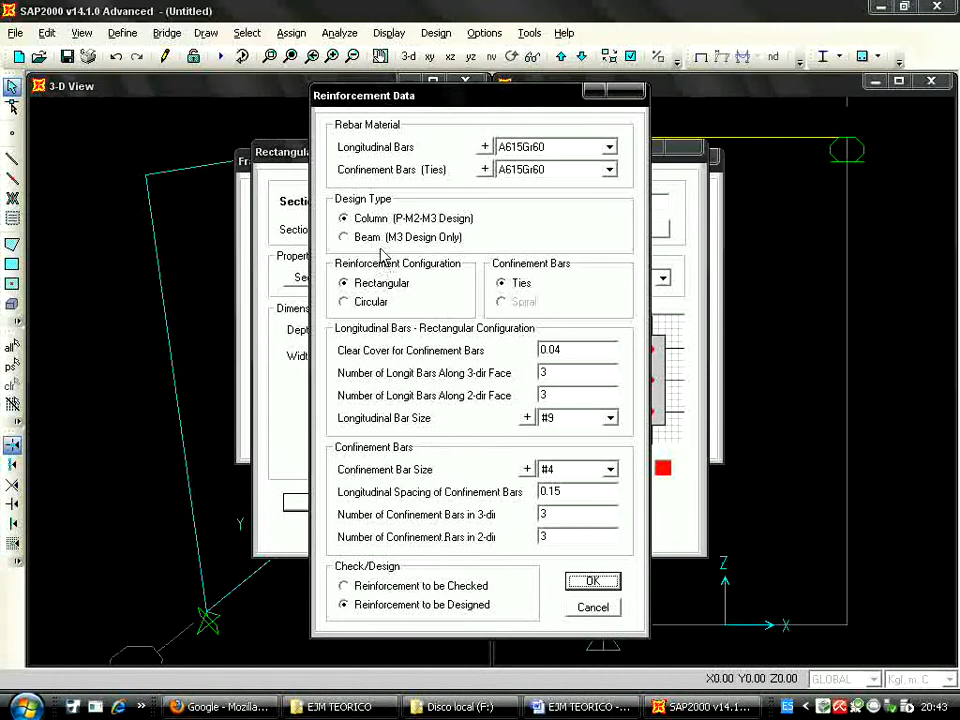 SAP2000 v14.1.0 Advanced - (Untitled)
File Edit View Define Bridge Draw Select Assign Analyze Display Design Options Tools Help
3-d xy xz yz nv nd
3-D View
Reinforcement Data
Rebar Material
Longitudinal Bars + A615Gr60
Confinement Bars (Ties) + A615Gr60
Design Type
Column (P-M2-M3 Design)
Beam (M3 Design Only)
Reinforcement Configuration
Rectangular
Circular
Confinement Bars
Ties
Spiral
Longitudinal Bars - Rectangular Configuration
Clear Cover for Confinement Bars 0.04
Number of Longit Bars Along 3-dir Face 3
Number of Longit Bars Along 2-dir Face 3
Longitudinal Bar Size + #9
Confinement Bars
Confinement Bar Size + #4
Longitudinal Spacing of Confinement Bars 0.15
Number of Confinement Bars in 3-dir 3
Number of Confinement Bars in 2-dir 3
Check/Design
Reinforcement to be Checked
Reinforcement to be Designed
OK
Cancel
Fr
Rectangula
Secti
Sectio
Propert
Se
Dimens
Dept
Widt
all
ps
clr
Y
Z
X
X0.00 Y0.00 Z0.00 GLOBAL Kgf, m, C
Google - Mozilla... EJM TEORICO Disco local (F:) EJM TEORICO -... SAP2000 v14.1.... ES 20:43